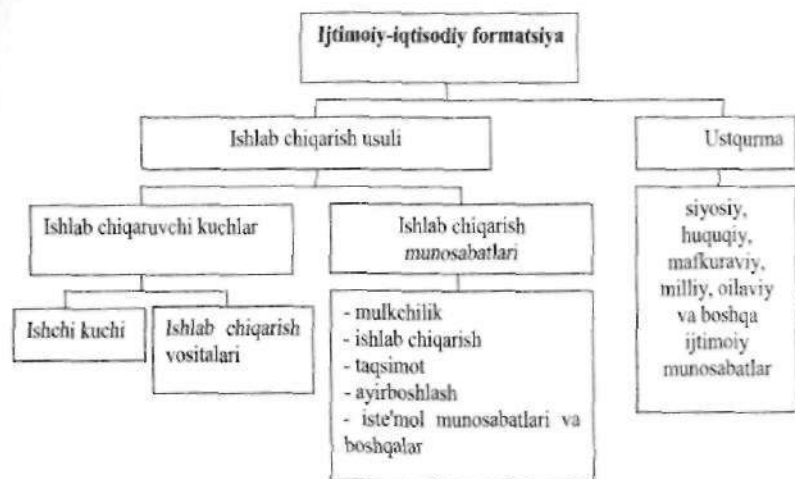 Ijtimoiy-iqtisodiy formatsiya
Ishlab chiqarish usuli
Ustqurma
Ishlab chiqaruvchi kuchlar
Ishlab chiqarish
munosabatlari
siyosiy,
huquqiy,
mafkuraviy,
milliy, oilaviy
va boshqa
ijtimoiy
munosabatlar
Ishchi kuchi
Ishlab chiqarish
vositalari
- mulkchilik
- ishlab chiqarish
- taqsimot
- ayirboshlash
- iste'mol munosabatlari va
boshqalar